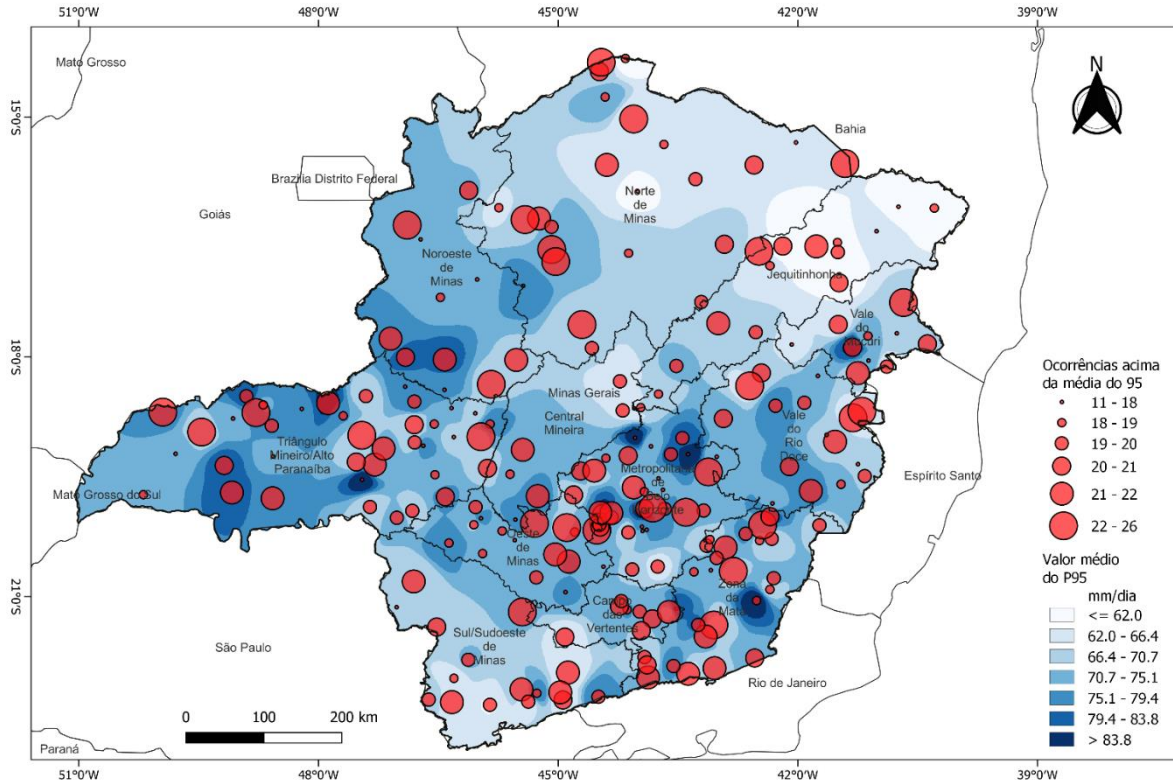 51°0'W 48°0'W 45°0'W 42°0'W 39°0'W
Mato Grosso
N
15°0'S
Bahia
Brazilia Distrito Federal
Goiás
Norte
de
Minas
Noroeste
de
Minas
Jequitinhonha
Vale
do
Mucuri
18°0'S
Minas Gerais
Central
Mineira
Vale
do Rio
Doce
Triângulo
Mineiro/Alto
Paranaíba
Metropolitana
de
Belo
Horizonte
Espírito Santo
Mato Grosso do Sul
Oeste
de
Minas
21°0'S
Zona
da
Mata
Campo
das
Vertentes
São Paulo
Sul/Sudoeste
de
Minas
Rio de Janeiro
0 100 200 km
Paraná
Ocorrências acima
da média do 95
11 - 18
18 - 19
19 - 20
20 - 21
21 - 22
22 - 26
Valor médio
do P95
mm/dia
<= 62.0
62.0 - 66.4
66.4 - 70.7
70.7 - 75.1
75.1 - 79.4
79.4 - 83.8
> 83.8
51°0'W 48°0'W 45°0'W 42°0'W 39°0'W